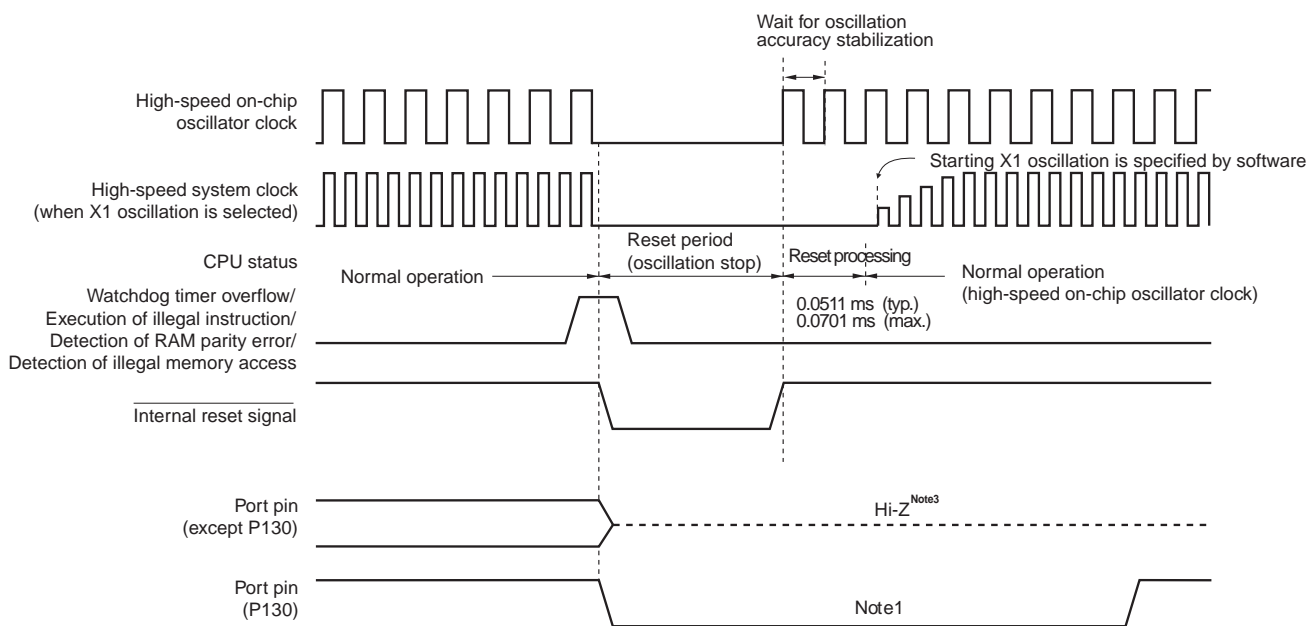 Wait for oscillation
accuracy stabilization
High-speed on-chip
oscillator clock
Starting X1 oscillation is specified by software
High-speed system clock
(when X1 oscillation is selected)
CPU status
Normal operation
Reset period
(oscillation stop)
Reset processing
Normal operation
(high-speed on-chip oscillator clock)
0.0511 ms (typ.)
0.0701 ms (max.)
Watchdog timer overflow/
Execution of illegal instruction/
Detection of RAM parity error/
Detection of illegal memory access
Internal reset signal
Port pin
(except P130)
Hi-Z Note3
Port pin
(P130)
Note1